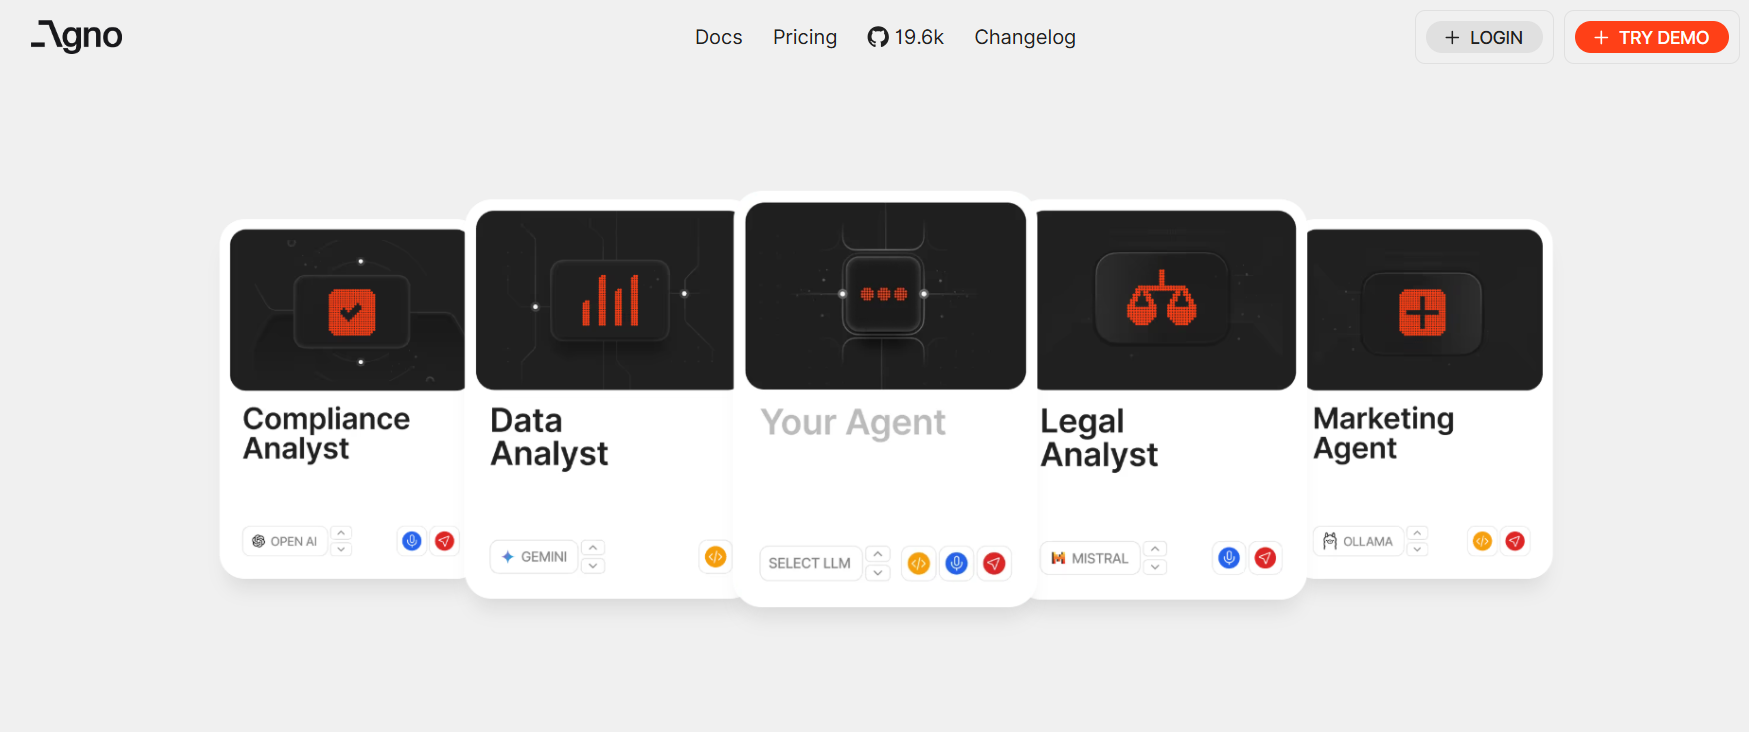 Agno
Docs
Pricing
19.6k
Changelog
+ LOGIN
+ TRY DEMO
Compliance
Analyst
OPEN AI
Data
Analyst
GEMINI
Your Agent
SELECT LLM
Legal
Analyst
MISTRAL
Marketing
Agent
OLLAMA